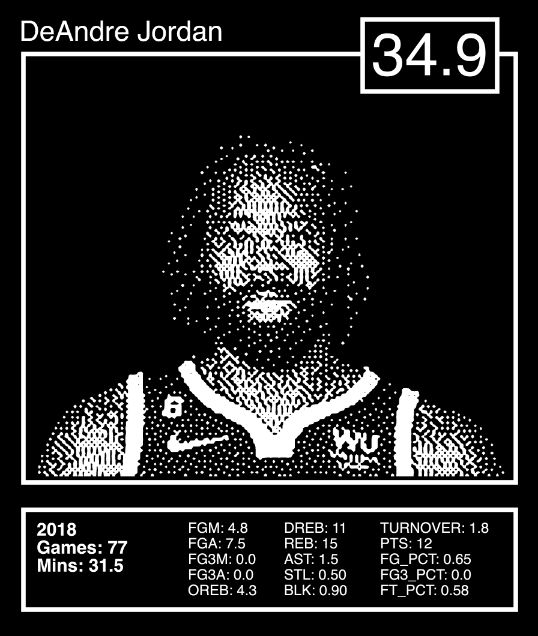 DeAndre Jordan
34.9
6
WU
2018
Games: 77
Mins: 31.5
FGM: 4.8
FGA: 7.5
FG3M: 0.0
FG3A: 0.0
OREB: 4.3
DREB: 11
REB: 15
AST: 1.5
STL: 0.50
BLK: 0.90
TURNOVER: 1.8
PTS: 12
FG_PCT: 0.65
FG3_PCT: 0.0
FT_PCT: 0.58